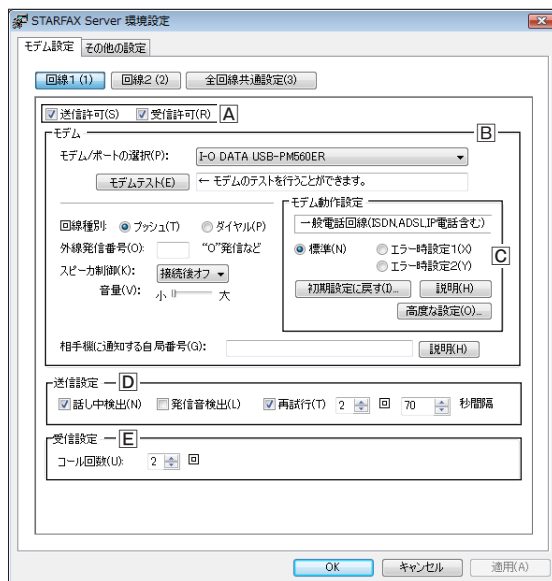 STARFAX Server 環境設定
モデム設定 その他の設定
回線1 (1) 回線2 (2) 全回線共通設定(3)
送信許可(S) 受信許可(R) A
モデム B
モデム/ポートの選択(P): I-O DATA USB-PM560ER
モデムテスト(E) ← モデムのテストを行うことができます。
モデム動作設定
一般電話回線(ISDN,ADSL,IP電話含む)
回線種別: プッシュ(T) ダイヤル(P)
標準(N) エラー時設定1(X) C
エラー時設定2(Y)
外線発信番号(O): “0”発信など
スピーカ制御(K): 接続後オフ
音量(V): 小 大
初期設定に戻す(I)... 説明(H)
高度な設定(O)...
相手機に通知する自局番号(G): 説明(H)
送信設定 D
話し中検出(N) 発信音検出(L) 再試行(T) 2 回 70 秒間隔
受信設定 E
コール回数(U): 2 回
OK キャンセル 適用(A)